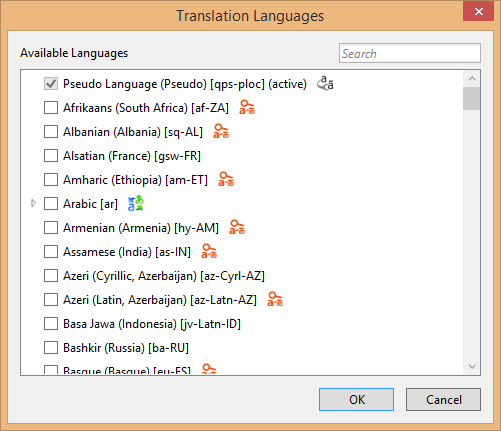 Translation Languages
Available Languages
Search
Pseudo Language (Pseudo) [qps-ploc] (active)
Afrikaans (South Africa) [af-ZA]
Albanian (Albania) [sq-AL]
Alsatian (France) [gsw-FR]
Amharic (Ethiopia) [am-ET]
Arabic [ar]
Armenian (Armenia) [hy-AM]
Assamese (India) [as-IN]
Azeri (Cyrillic, Azerbaijan) [az-Cyrl-AZ]
Azeri (Latin, Azerbaijan) [az-Latn-AZ]
Basa Jawa (Indonesia) [jv-Latn-ID]
Bashkir (Russia) [ba-RU]
Basque (Basque) [eu-ES]
OK
Cancel